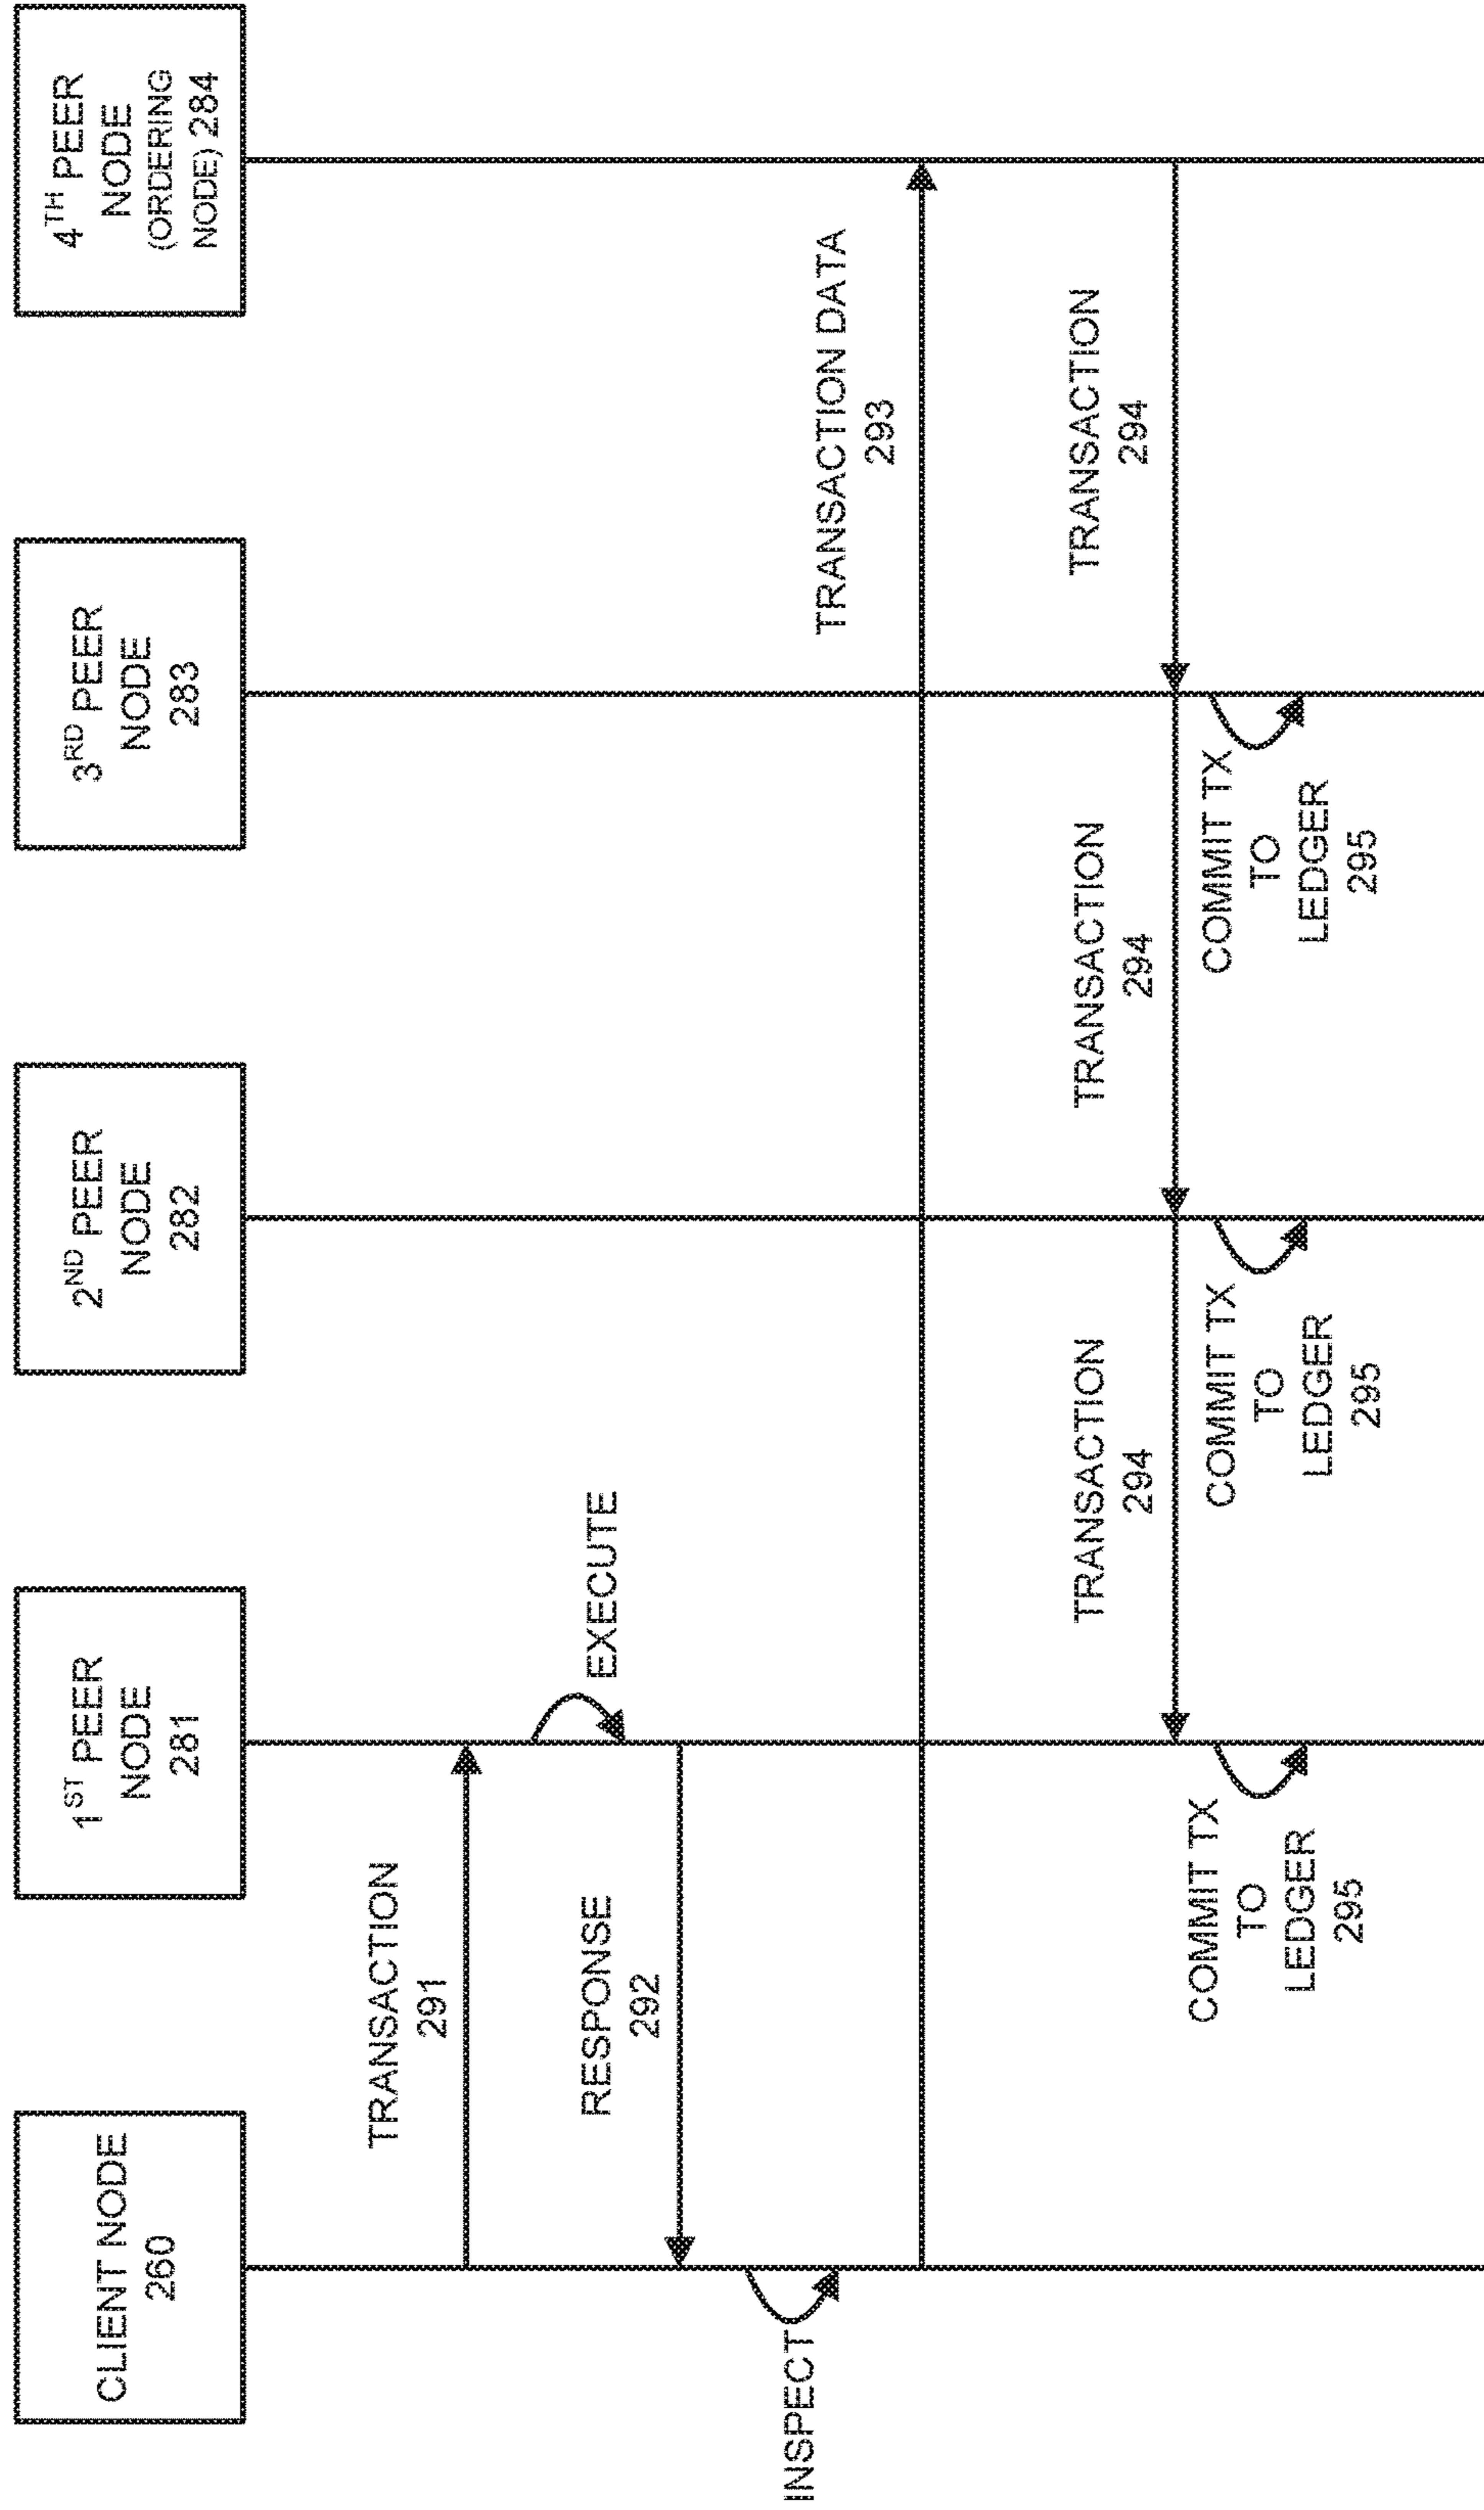 CLIENT NODE
260
1ST PEER
NODE
281
2ND PEER
NODE
282
3RD PEER
NODE
283
4TH PEER
NODE
(ORDERING
NODE) 284
TRANSACTION
291
EXECUTE
RESPONSE
292
INSPECT
TRANSACTION DATA
293
TRANSACTION
294
TRANSACTION
294
TRANSACTION
294
COMMIT TX
TO
LEDGER
295
COMMIT TX
TO
LEDGER
295
COMMIT TX
TO
LEDGER
295